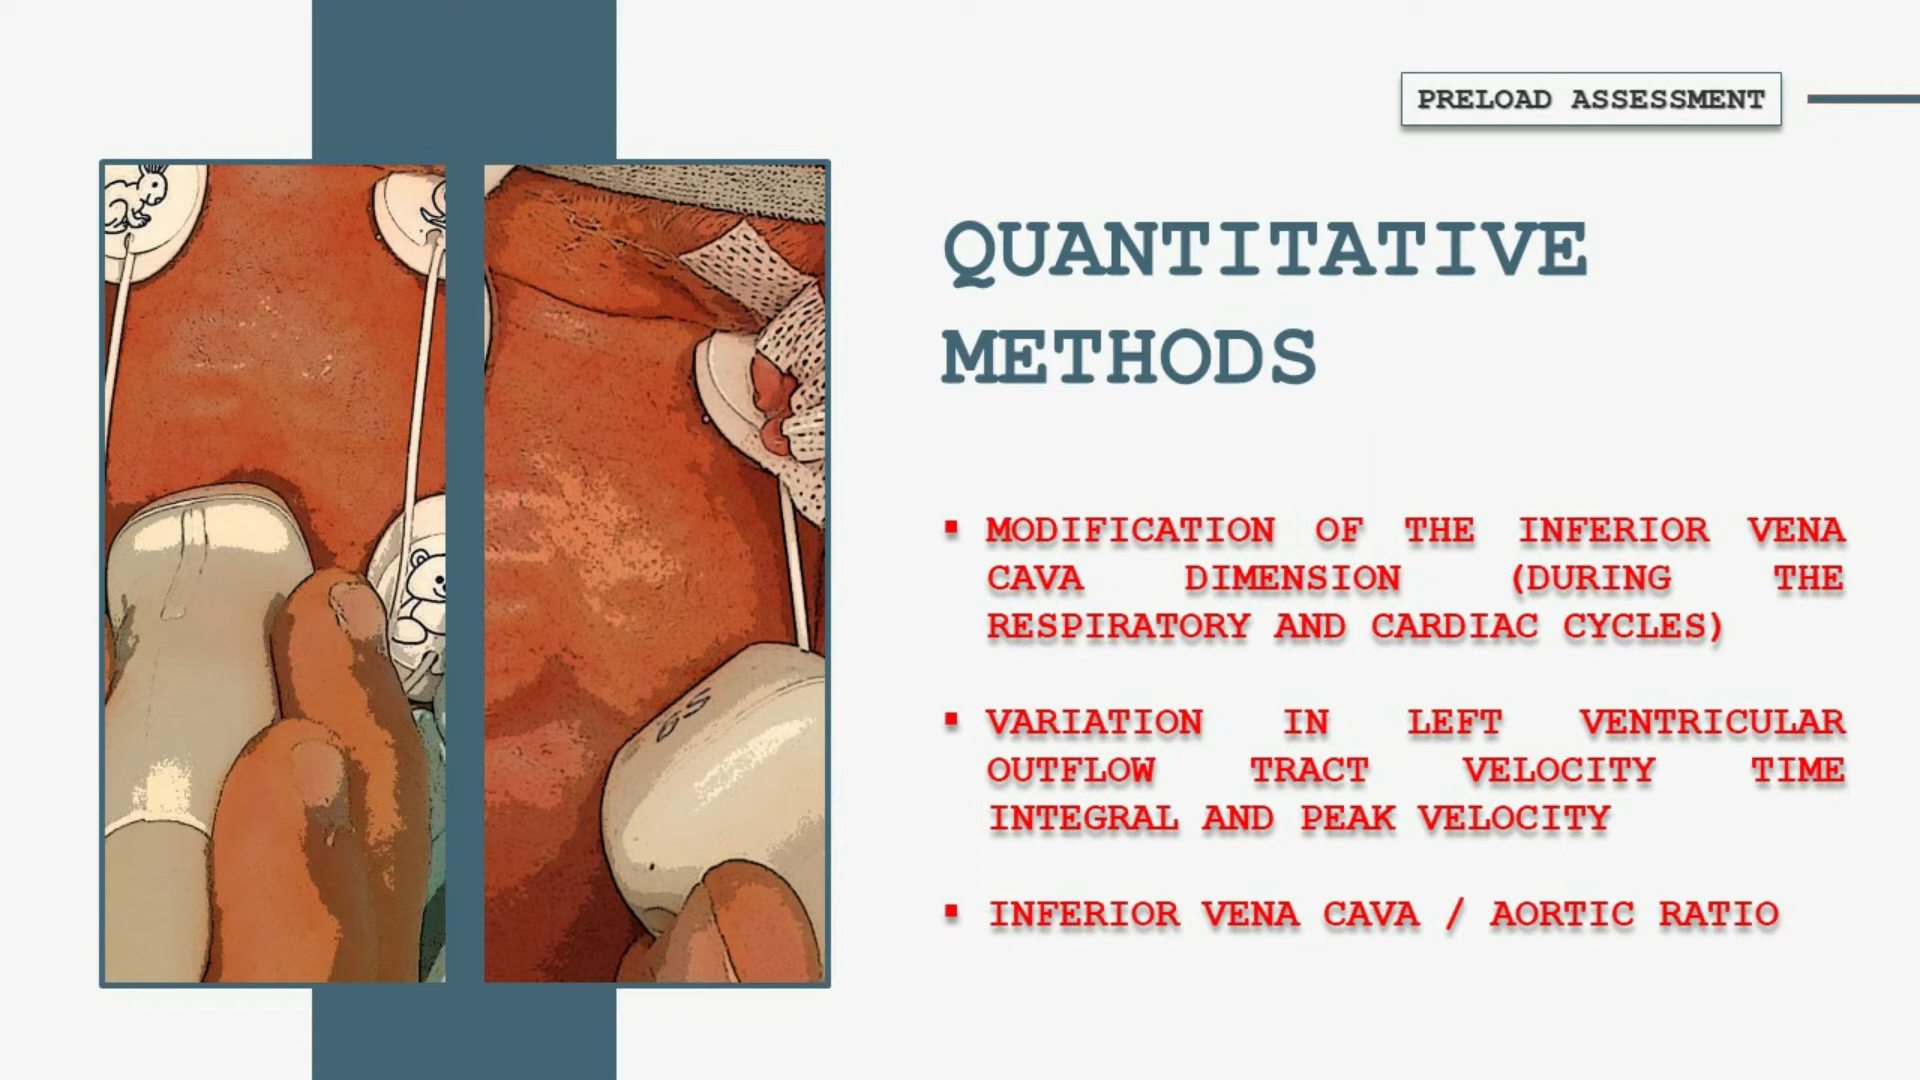 PRELOAD ASSESSMENT
QUANTITATIVE
METHODS
▪ MODIFICATION OF THE INFERIOR VENA
CAVA DIMENSION (DURING THE
RESPIRATORY AND CARDIAC CYCLES)
▪ VARIATION IN LEFT VENTRICULAR
OUTFLOW TRACT VELOCITY TIME
INTEGRAL AND PEAK VELOCITY
▪ INFERIOR VENA CAVA / AORTIC RATIO